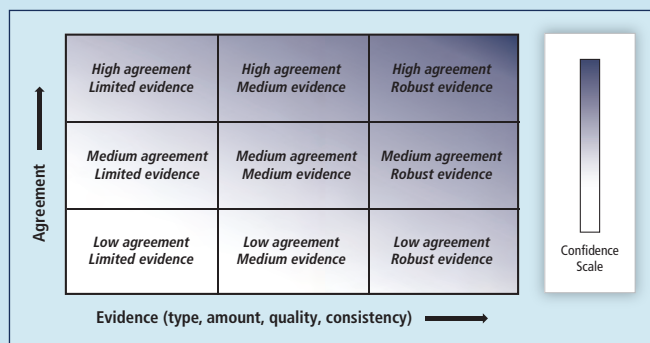 High agreement
Limited evidence
High agreement
Medium evidence
High agreement
Robust evidence
Medium agreement
Limited evidence
Medium agreement
Medium evidence
Medium agreement
Robust evidence
Low agreement
Limited evidence
Low agreement
Medium evidence
Low agreement
Robust evidence
Agreement
Evidence (type, amount, quality, consistency)
Confidence
Scale